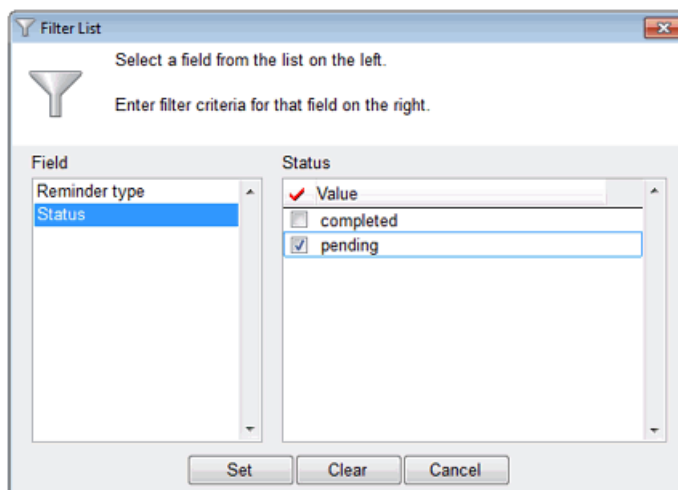 Filter List
Select a field from the list on the left.
Enter filter criteria for that field on the right.
Field
Status
Reminder type
Status
Value
completed
pending
Set
Clear
Cancel